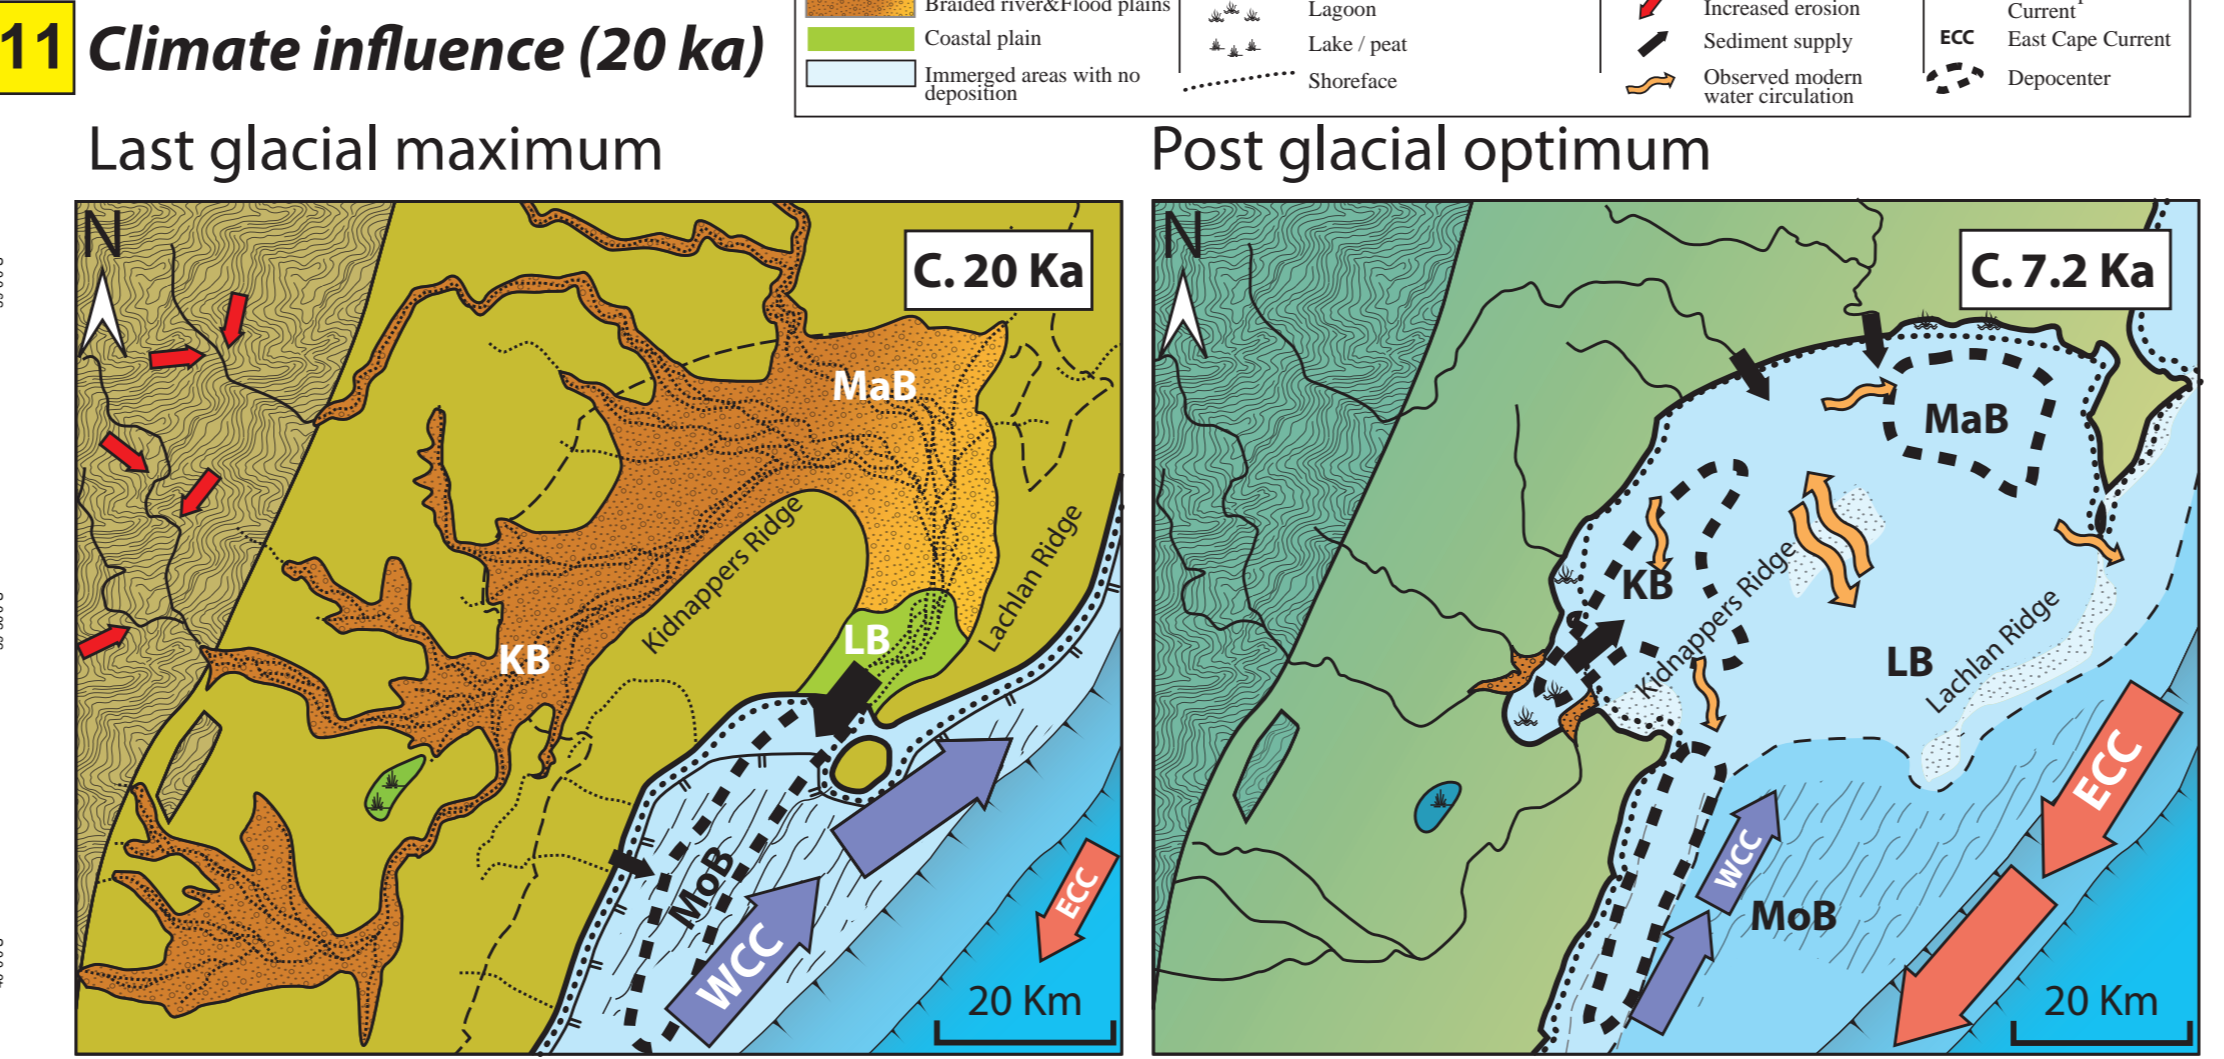 11 Climate influence (20 ka)
Braided river&Flood plains
Coastal plain
Immerged areas with no
deposition
Lagoon
Lake / peat
Shoreface
Increased erosion
Sediment supply
Observed modern
water circulation
Current
ECC East Cape Current
Depocenter
Last glacial maximum
N
C. 20 Ka
MaB
Kidnappers Ridge
Lachlan Ridge
LB
KB
MoB
WCC
ECC
20 Km
Post glacial optimum
N
C. 7.2 Ka
MaB
KB
Kidnappers Ridge
LB
Lachlan Ridge
ECC
WCC
MoB
20 Km